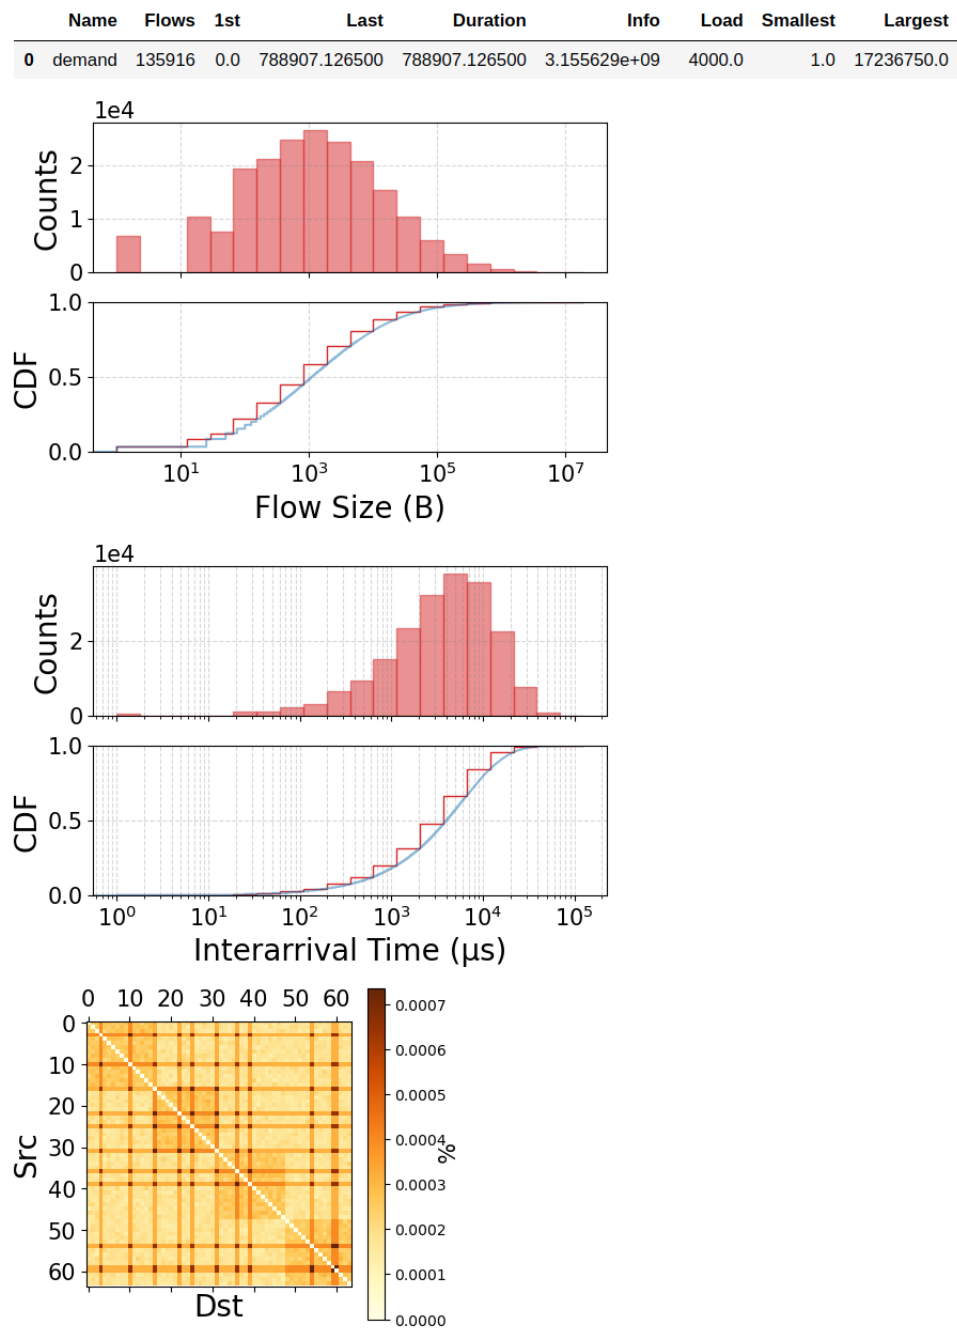 Name Flows 1st Last Duration Info Load Smallest Largest
0 demand 135916 0.0 788907.126500 788907.126500 3.155629e+09 4000.0 1.0 17236750.0
1e4
Counts
2
1
0
CDF
1.0
0.5
0.0
10¹ 10³ 10⁵ 10⁷
Flow Size (B)
1e4
Counts
2
0
CDF
1.0
0.5
0.0
10⁰ 10¹ 10² 10³ 10⁴ 10⁵
Interarrival Time (μs)
0 10 20 30 40 50 60
Src
0
10
20
30
40
50
60
Dst
0.0007
0.0006
0.0005
0.0004
0.0003
0.0002
0.0001
0.0000
%